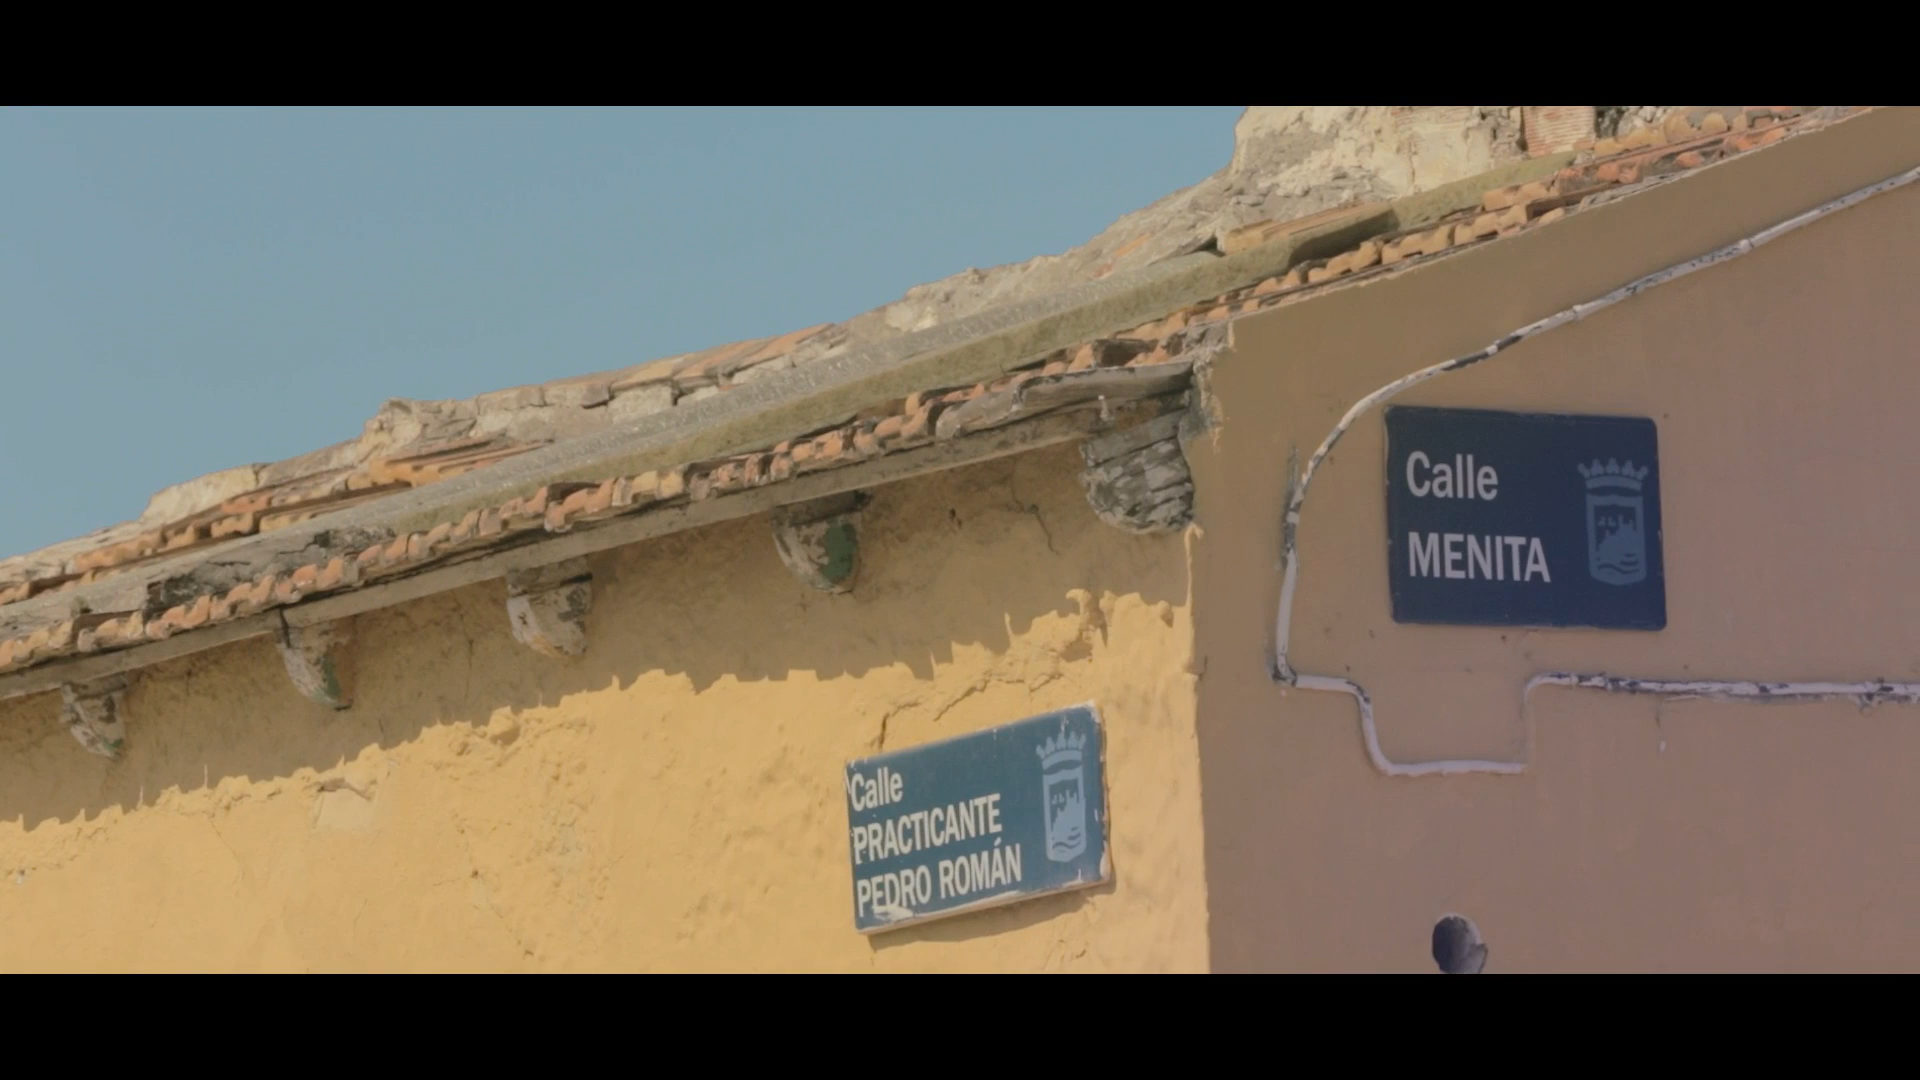 Calle
PRACTICANTE
PEDRO ROMÁN
Calle
MENITA